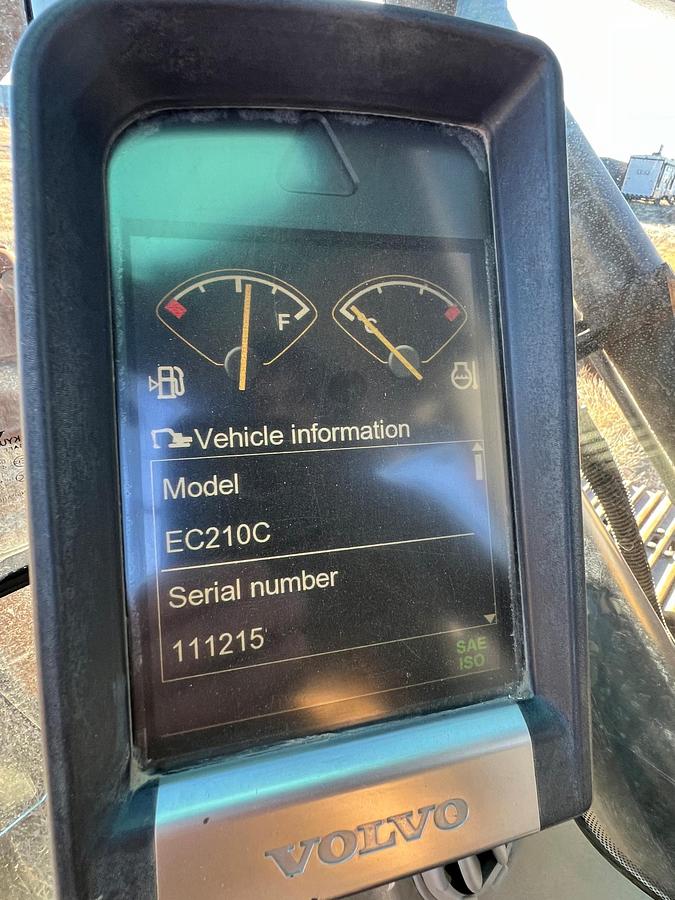 F
C
Vehicle information
Model
EC210C
Serial number
111215
SAE
ISO
VOLVO